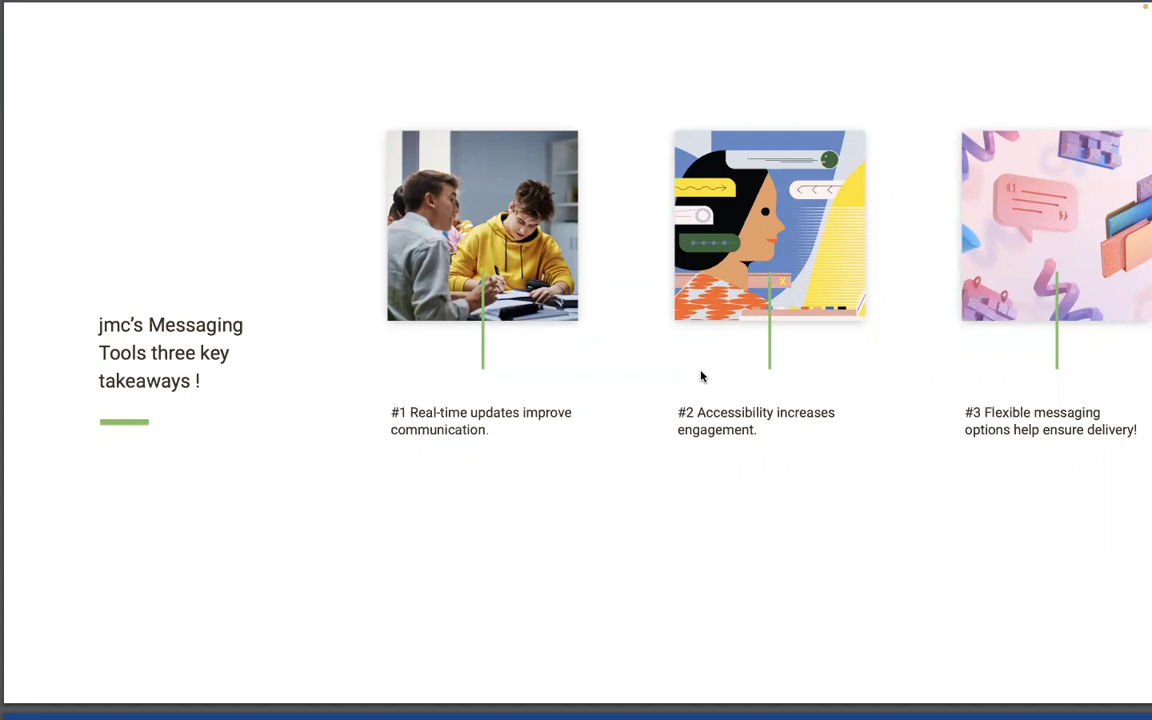 jmc’s Messaging
Tools three key
takeaways !
#1 Real-time updates improve
communication.
#2 Accessibility increases
engagement.
#3 Flexible messaging
options help ensure delivery!
X